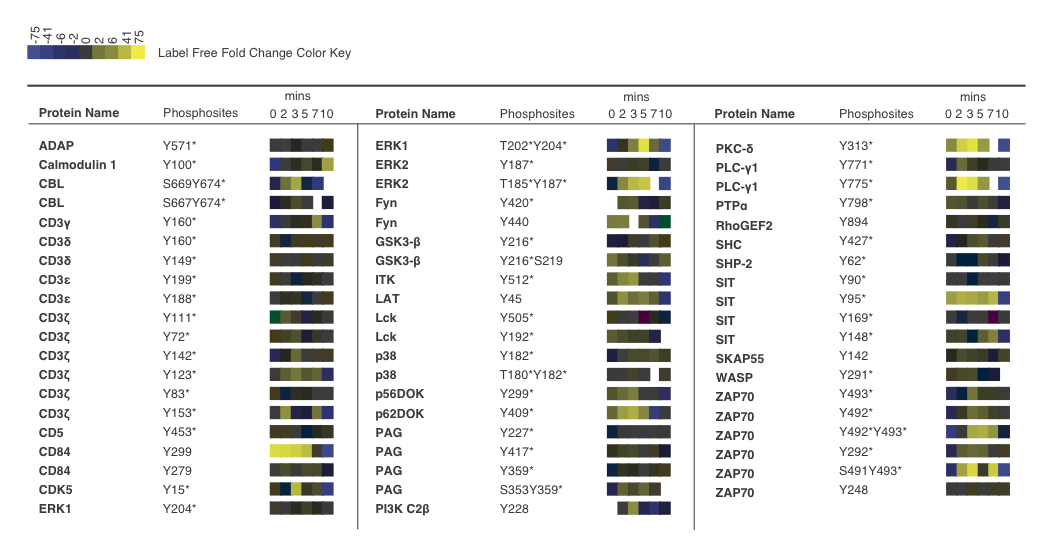 -75 -41 -6 -2 0 2 6 41 75
Label Free Fold Change Color Key
mins
Protein Name Phosphosites 0 2 3 5 7 10
ADAP Y571*
Calmodulin 1 Y100*
CBL S669Y674*
CBL S667Y674*
CD3γ Y160*
CD3δ Y160*
CD3δ Y149*
CD3ε Y199*
CD3ε Y188*
CD3ζ Y111*
CD3ζ Y72*
CD3ζ Y142*
CD3ζ Y123*
CD3ζ Y83*
CD3ζ Y153*
CD5 Y453*
CD84 Y299
CD84 Y279
CDK5 Y15*
ERK1 Y204*
mins
Protein Name Phosphosites 0 2 3 5 7 10
ERK1 T202*Y204*
ERK2 Y187*
ERK2 T185*Y187*
Fyn Y420*
Fyn Y440
GSK3-β Y216*
GSK3-β Y216*S219
ITK Y512*
LAT Y45
Lck Y505*
Lck Y192*
p38 Y182*
p38 T180*Y182*
p56DOK Y299*
p62DOK Y409*
PAG Y227*
PAG Y417*
PAG Y359*
PAG S353Y359*
PI3K C2β Y228
mins
Protein Name Phosphosites 0 2 3 5 7 10
PKC-δ Y313*
PLC-γ1 Y771*
PLC-γ1 Y775*
PTPα Y798*
RhoGEF2 Y894
SHC Y427*
SHP-2 Y62*
SIT Y90*
SIT Y95*
SIT Y169*
SIT Y148*
SKAP55 Y142
WASP Y291*
ZAP70 Y493*
ZAP70 Y492*
ZAP70 Y492*Y493*
ZAP70 Y292*
ZAP70 S491Y493*
ZAP70 Y248